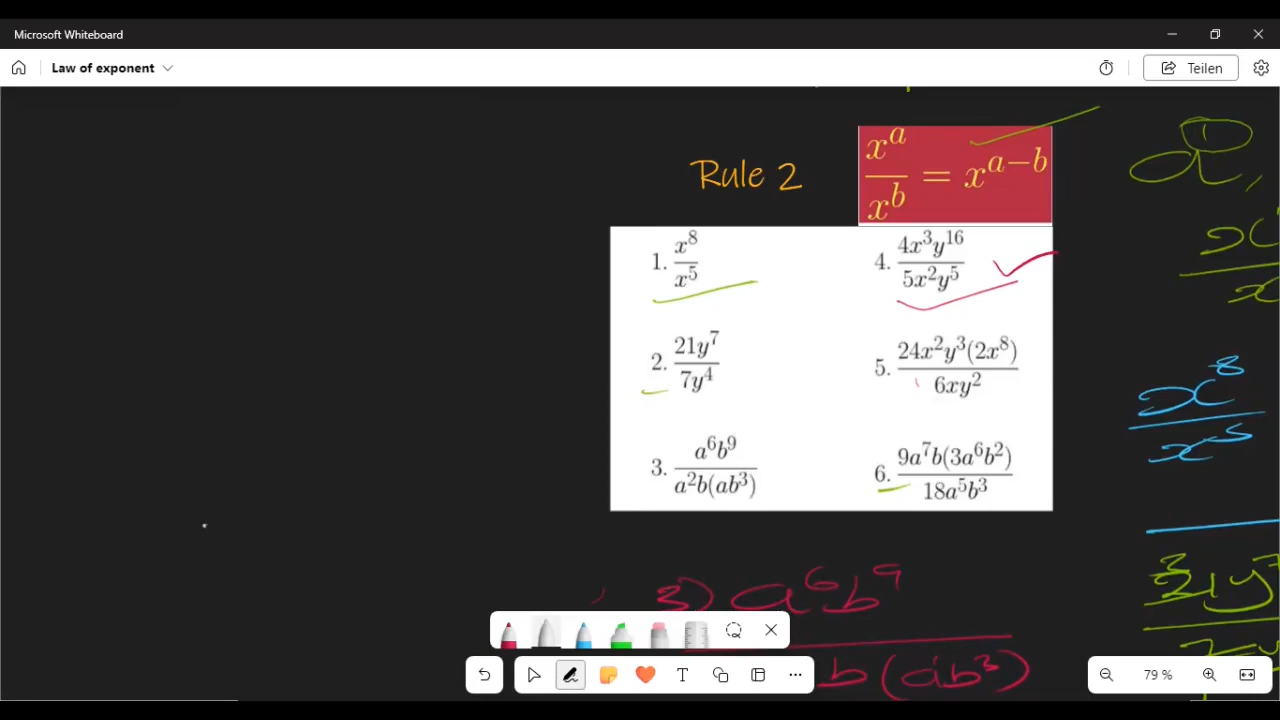 Microsoft Whiteboard
Law of exponent
Teilen
Rule 2
x^a / x^b = x^{a-b}
1. x^8 / x^5
4. 4x^3y^{16} / 5x^2y^5
2. 21y^7 / 7y^4
5. 24x^2y^3(2x^8) / 6xy^2
3. a^6b^9 / a^2b(ab^3)
6. 9a^7b(3a^6b^2) / 18a^5b^3
x^8 / x^5
3) a^6b^9
b(ab^3)
T
79 %